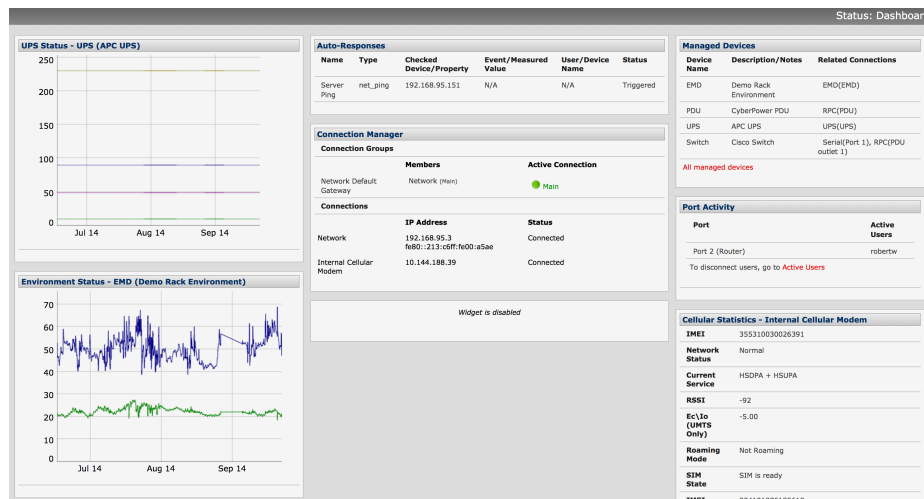 Status: Dashboar
UPS Status - UPS (APC UPS)
250
200
150
100
50
0
Jul 14 Aug 14 Sep 14
Environment Status - EMD (Demo Rack Environment)
70
60
50
40
30
20
10
0
Jul 14 Aug 14 Sep 14
Auto-Responses
Name Type Checked Device/Property Event/Measured Value User/Device Name Status
Server Ping net_ping 192.168.95.151 N/A N/A Triggered
Connection Manager
Connection Groups
Members Active Connection
Network Default Gateway Network (Main) Main
Connections
IP Address Status
Network 192.168.95.3 Connected
fe80::213:c6ff:fe00:a5ae
Internal Cellular Modem 10.144.188.39 Connected
Widget is disabled
Managed Devices
Device Name Description/Notes Related Connections
EMD Demo Rack Environment EMD(EMD)
PDU CyberPower PDU RPC(PDU)
UPS APC UPS UPS(UPS)
Switch Cisco Switch Serial(Port 1), RPC(PDU outlet 1)
All managed devices
Port Activity
Port Active Users
Port 2 (Router) robertw
To disconnect users, go to Active Users
Cellular Statistics - Internal Cellular Modem
IMEI 355310030026391
Network Status Normal
Current Service HSDPA + HSUPA
RSSI -92
Ec\Io (UMTS Only) -5.00
Roaming Mode Not Roaming
SIM State SIM is ready